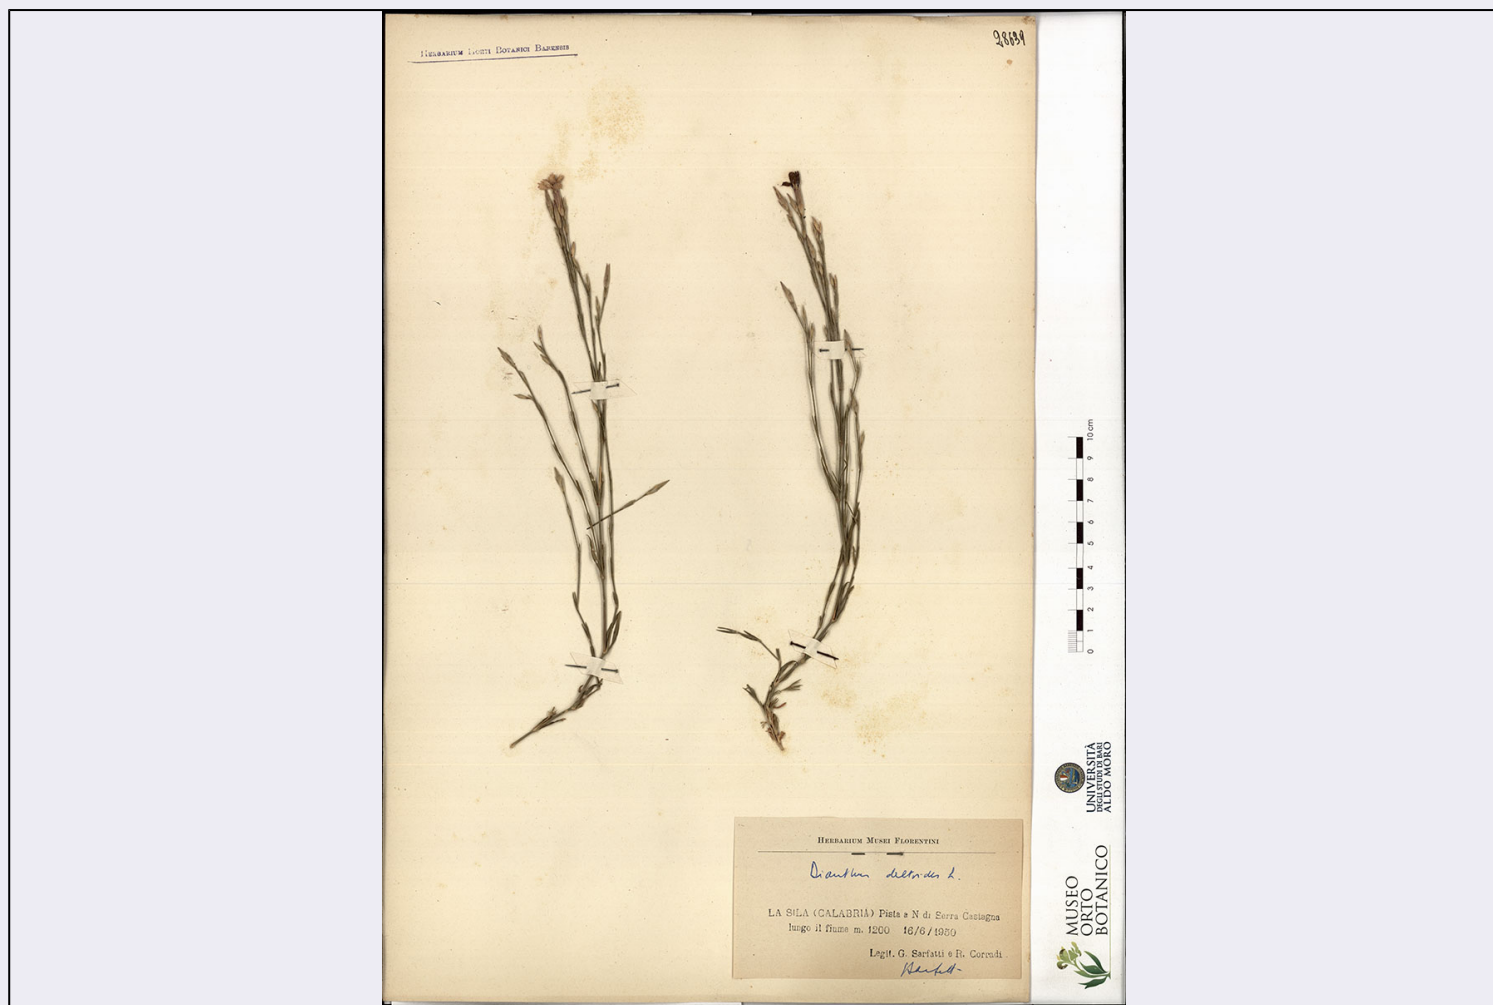 HERBARIUM HORTI BOTANICI BARENSIS
28639
10 cm
9
8
7
6
5
4
3
2
1
0
UNIVERSITÀ
DEGLI STUDI DI BARI
ALDO MORO
MUSEO
ORTO
BOTANICO
HERBARIUM MUSEI FLORENTINI
Dianthus deltoides L.
LA SILA (CALABRIA) Pista a N di Serra Castagna
lungo il fiume m. 1200 16/6/1950
Legit. G. Sarfatti e R. Corradi
Sarfatti